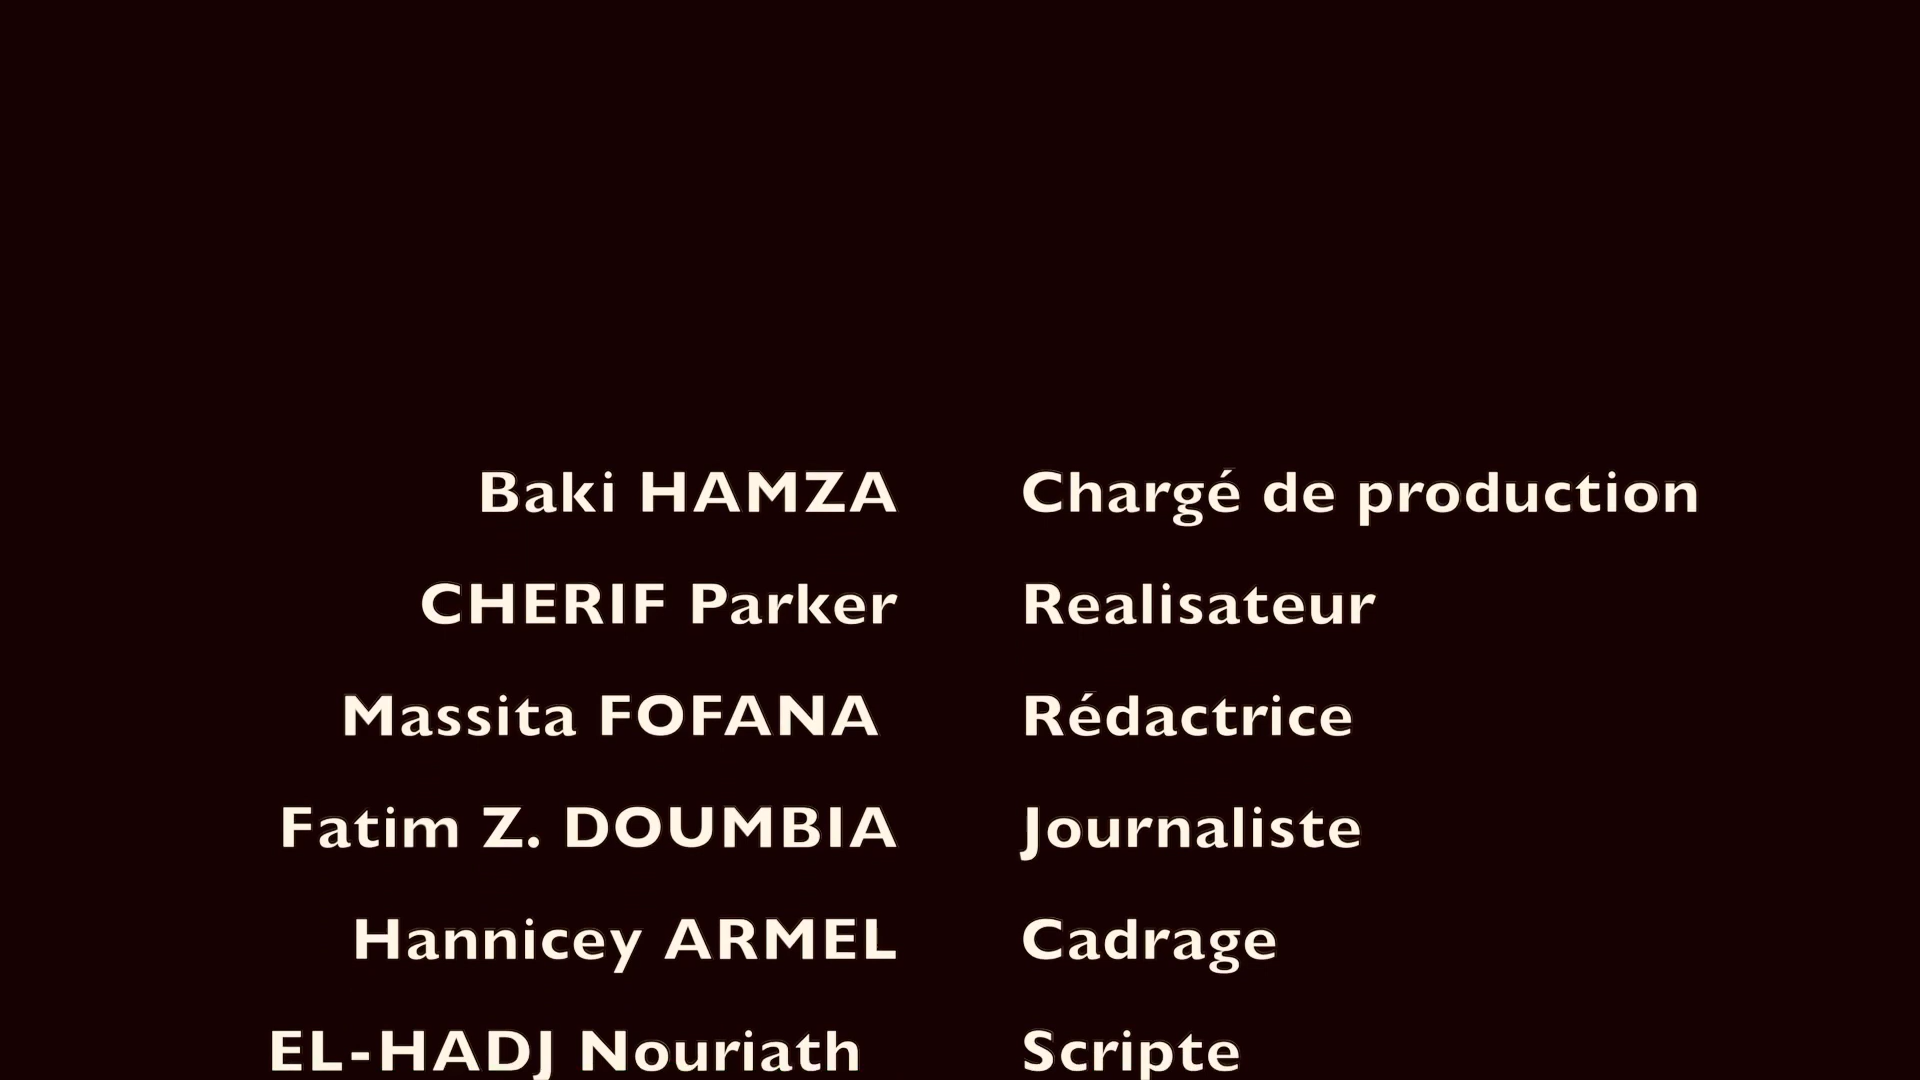 Baki HAMZA Chargé de production
CHERIF Parker Realisateur
Massita FOFANA Rédactrice
Fatim Z. DOUMBIA Journaliste
Hannicey ARMEL Cadrage
EL-HADJ Nouriath Scripte